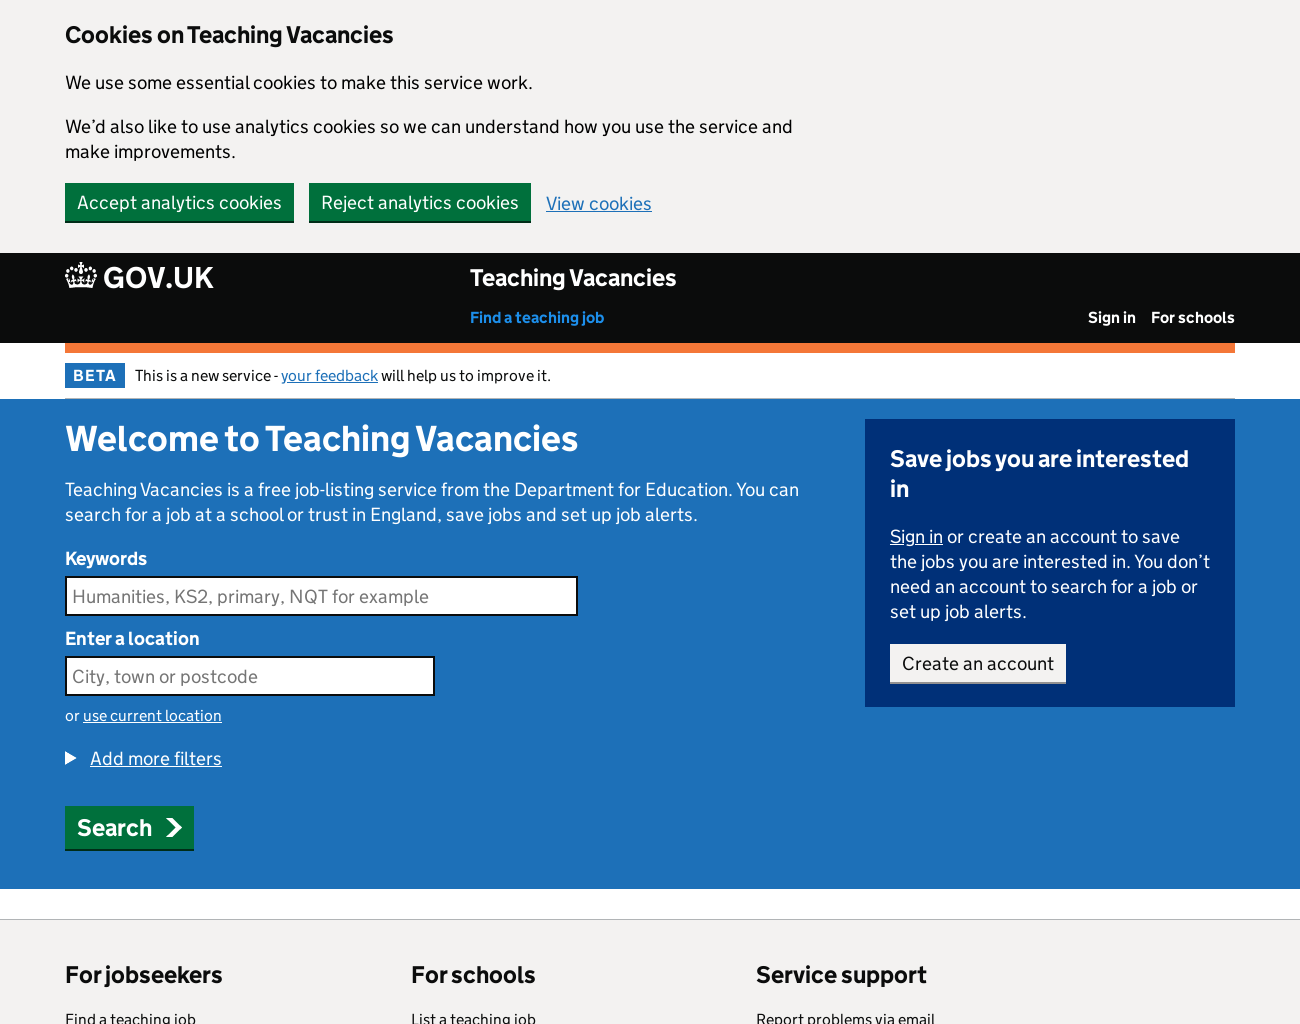 Cookies on Teaching Vacancies
We use some essential cookies to make this service work.
We’d also like to use analytics cookies so we can understand how you use the service and
make improvements.
Accept analytics cookies
Reject analytics cookies
View cookies
GOV.UK
Teaching Vacancies
Find a teaching job
Sign in
For schools
BETA
This is a new service - your feedback will help us to improve it.
Welcome to Teaching Vacancies
Teaching Vacancies is a free job-listing service from the Department for Education. You can
search for a job at a school or trust in England, save jobs and set up job alerts.
Keywords
Humanities, KS2, primary, NQT for example
Enter a location
City, town or postcode
or use current location
Add more filters
Search
Save jobs you are interested
in
Sign in or create an account to save
the jobs you are interested in. You don’t
need an account to search for a job or
set up job alerts.
Create an account
For jobseekers
Find a teaching job
For schools
List a teaching job
Service support
Report problems via email